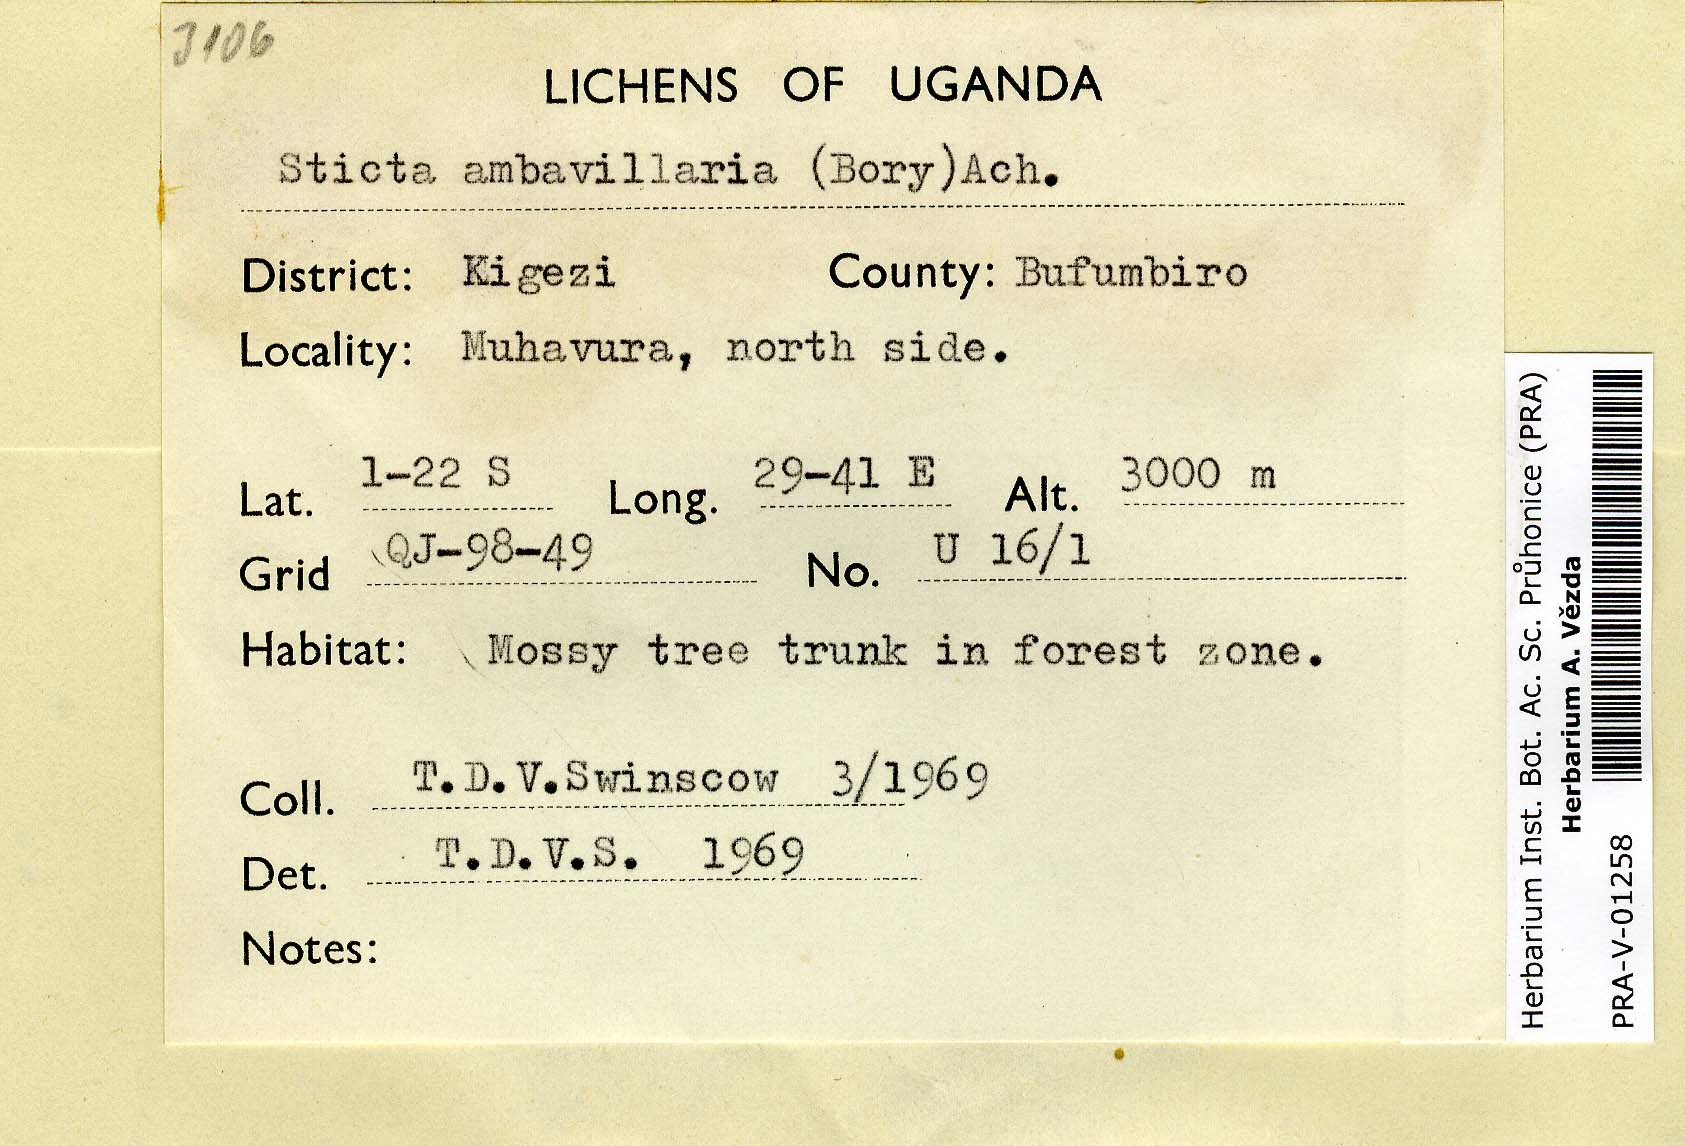 3106
LICHENS OF UGANDA
Sticta ambavillaria (Bory)Ach.
District: Kigezi County: Bufumbiro
Locality: Muhavura, north side.
Lat. 1-22 S Long. 29-41 E Alt. 3000 m
Grid QJ-98-49 No. U 16/1
Habitat: Mossy tree trunk in forest zone.
Coll. T.D.V.Swinscow 3/1969
Det. T.D.V.S. 1969
Notes:
Herbarium Inst. Bot. Ac. Sc. Průhonice (PRA)
Herbarium A. Vězda
PRA-V-01258